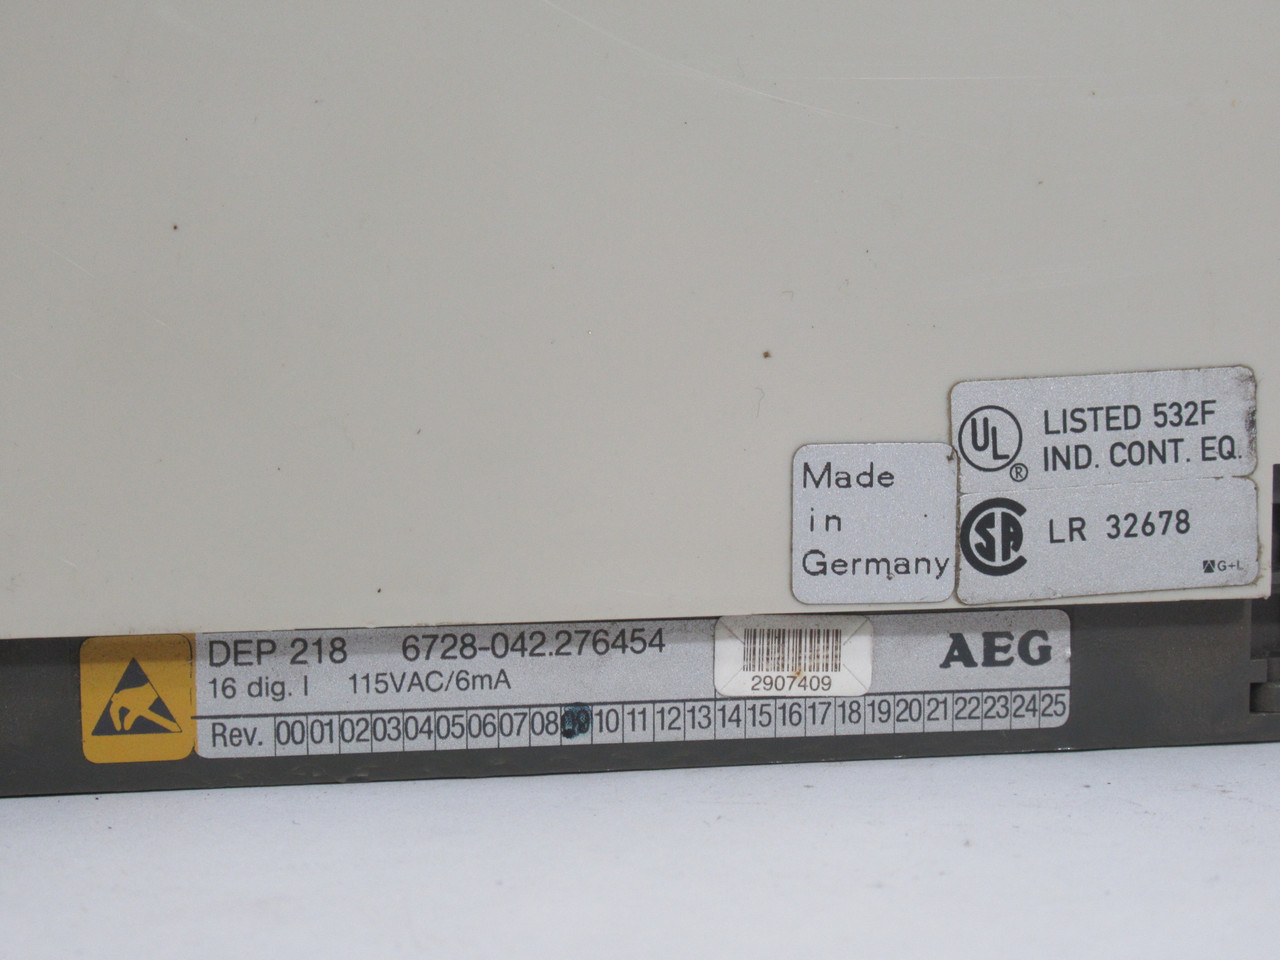 UL ® LISTED 532F
IND. CONT. EQ.
Made
in
Germany
SA LR 32678
G+L
DEP 218 6728-042.276454
16 dig. I 115VAC/6mA
2907409
AEG
Rev. 00 01 02 03 04 05 06 07 08 09 10 11 12 13 14 15 16 17 18 19 20 21 22 23 24 25